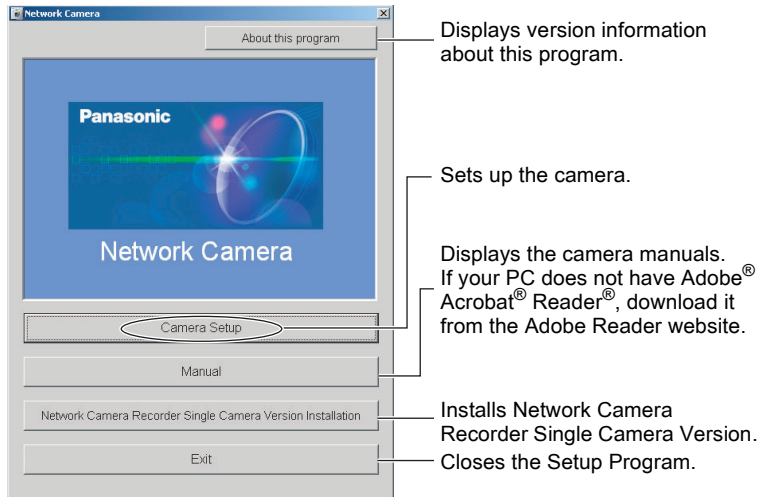 Network Camera
About this program
Displays version information
about this program.
Panasonic
Network Camera
Sets up the camera.
Displays the camera manuals.
If your PC does not have Adobe®
Acrobat® Reader®, download it
from the Adobe Reader website.
Camera Setup
Manual
Network Camera Recorder Single Camera Version Installation
Installs Network Camera
Recorder Single Camera Version.
Exit
Closes the Setup Program.